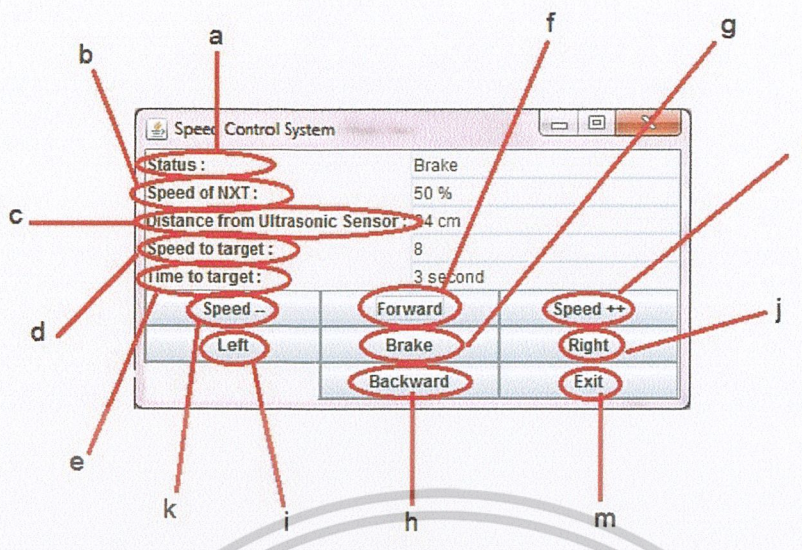 f
g
a
b
Speed Control System
Status :
Brake
Speed of NXT :
50 %
c
Distance from Ultrasonic Sensor :
cm
Speed to target :
8
Time to target :
3 second
Speed --
Forward
Speed ++
j
d
Left
Brake
Right
Backward
Exit
e
k
i
h
m